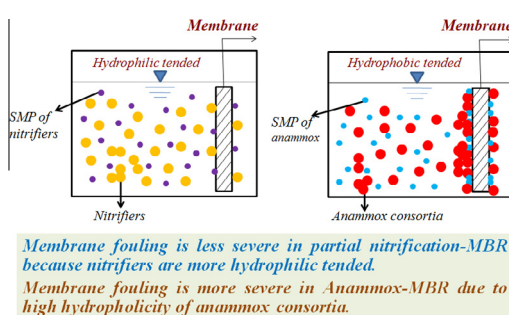 Membrane
Membrane
Hydrophilic tended
Hydrophobic tended
SMP of
nitrifiers
SMP of
anammox
Nitrifiers
Anammox consortia
Membrane fouling is less severe in partial nitrification-MBR
because nitrifiers are more hydrophilic tended.
Membrane fouling is more severe in Anammox-MBR due to
high hydropholicity of anammox consortia.